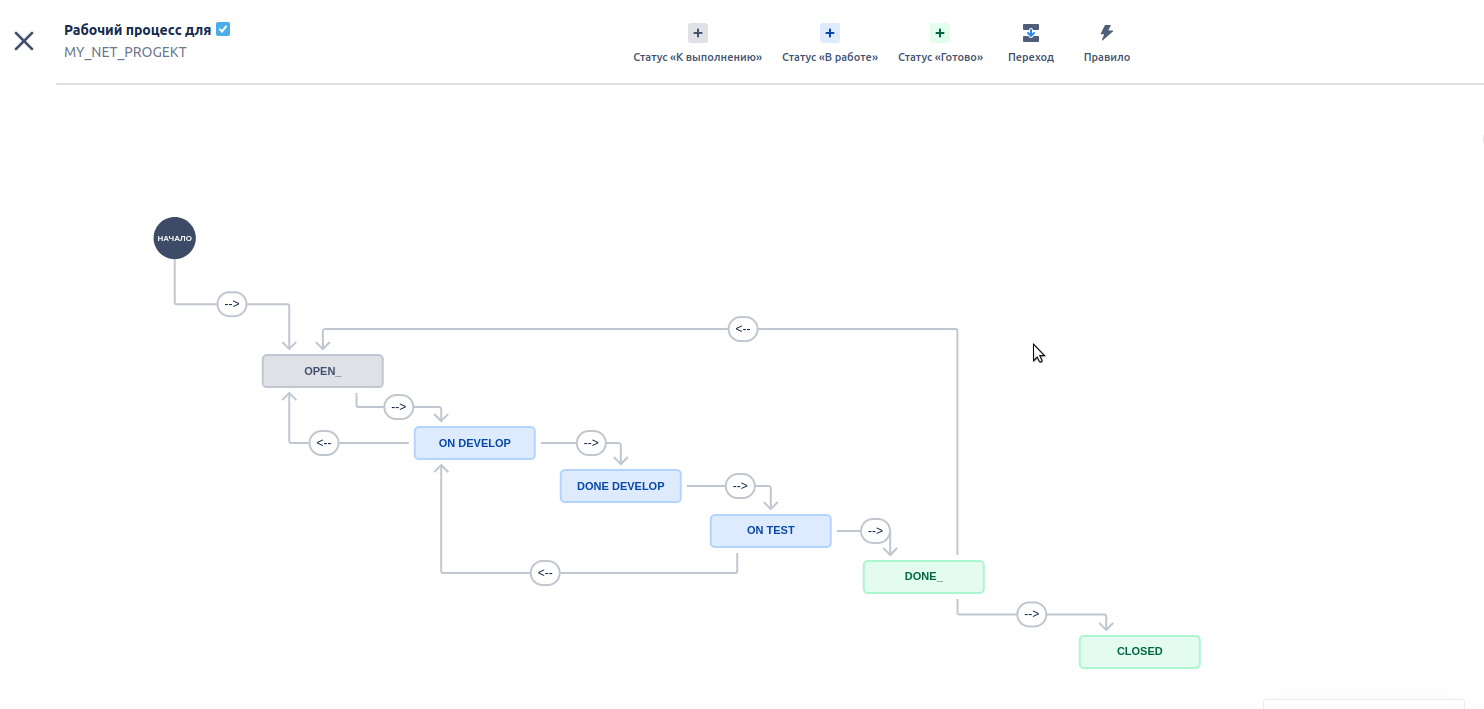 Рабочий процесс для
MY_NET_PROGEKT
Статус «К выполнению»
Статус «В работе»
Статус «Готово»
Переход
Правило
НАЧАЛО
-->
<--
OPEN_
-->
<--
ON DEVELOP
-->
DONE DEVELOP
-->
ON TEST
-->
<--
DONE_
-->
CLOSED